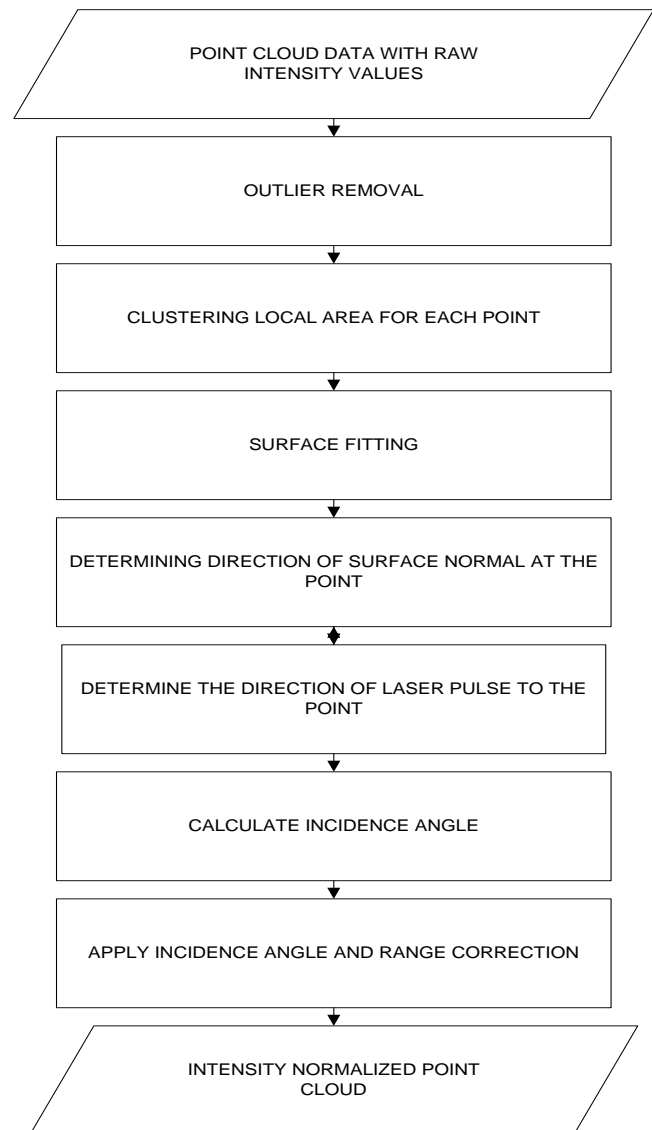 POINT CLOUD DATA WITH RAW
INTENSITY VALUES
OUTLIER REMOVAL
CLUSTERING LOCAL AREA FOR EACH POINT
SURFACE FITTING
DETERMINING DIRECTION OF SURFACE NORMAL AT THE
POINT
DETERMINE THE DIRECTION OF LASER PULSE TO THE
POINT
CALCULATE INCIDENCE ANGLE
APPLY INCIDENCE ANGLE AND RANGE CORRECTION
INTENSITY NORMALIZED POINT
CLOUD